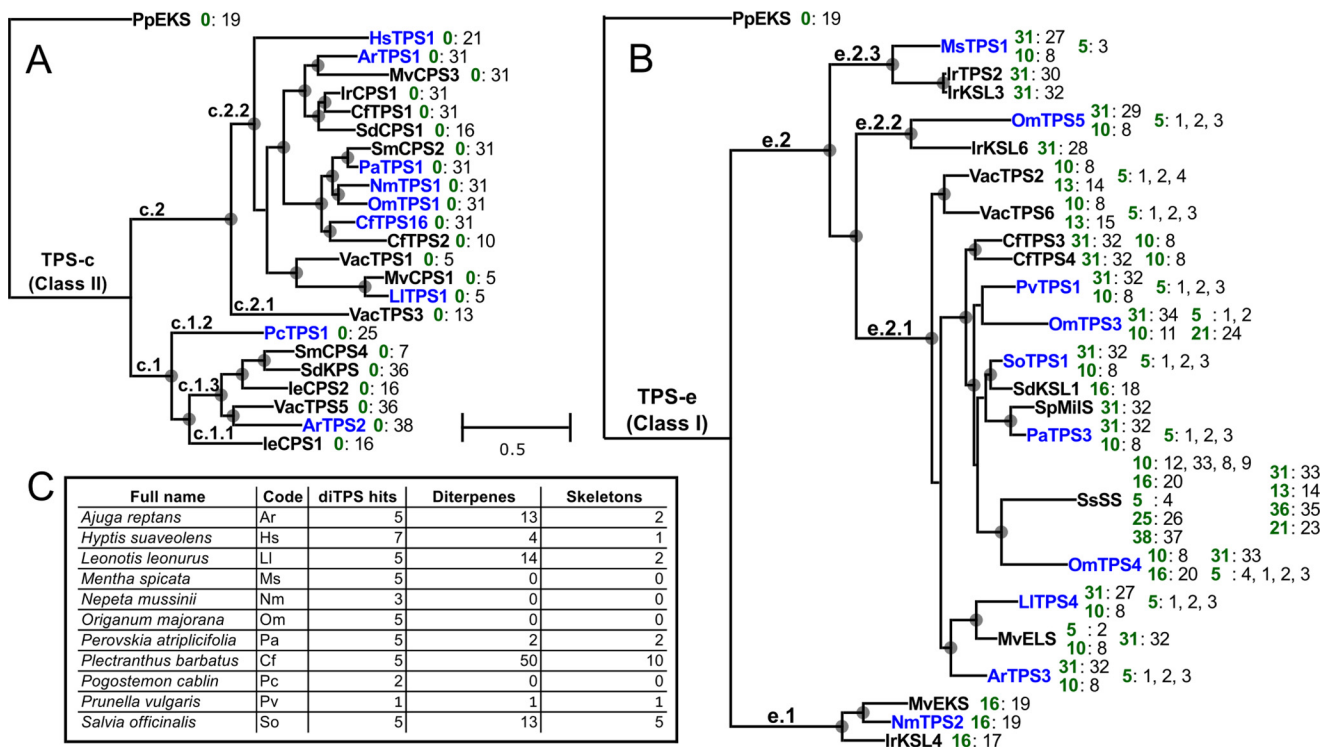 A
PpEKS 0: 19
HsTPS1 0: 21
ArTPS1 0: 31
MvCPS3 0: 31
IrCPS1 0: 31
CfTPS1 0: 31
SdCPS1 0: 16
c.2.2
SmCPS2 0: 31
PaTPS1 0: 31
NmTPS1 0: 31
OmTPS1 0: 31
CfTPS16 0: 31
CfTPS2 0: 10
c.2
VacTPS1 0: 5
MvCPS1 0: 5
LlTPS1 0: 5
TPS-c
(Class II)
c.2.1
VacTPS3 0: 13
c.1.2
PcTPS1 0: 25
SmCPS4 0: 7
SdKPS 0: 36
c.1
c.1.3
IeCPS2 0: 16
VacTPS5 0: 36
ArTPS2 0: 38
c.1.1
IeCPS1 0: 16
0.5
B
PpEKS 0: 19
e.2.3
MsTPS1 31: 27 5: 3
10: 8
IrTPS2 31: 30
IrKSL3 31: 32
e.2
e.2.2
OmTPS5 31: 29 5: 1, 2, 3
10: 8
IrKSL6 31: 28
VacTPS2 10: 8 5: 1, 2, 4
13: 14
VacTPS6 10: 8 5: 1, 2, 3
13: 15
CfTPS3 31: 32 10: 8
CfTPS4 31: 32 10: 8
PvTPS1 31: 32 5: 1, 2, 3
10: 8
e.2.1
OmTPS3 31: 34 5 : 1, 2
10: 11 21: 24
SoTPS1 31: 32 5: 1, 2, 3
10: 8
SdKSL1 16: 18
TPS-e
(Class I)
SpMilS 31: 32
PaTPS3 31: 32 5: 1, 2, 3
10: 8
10: 12, 33, 8, 9 31: 33
16: 20 13: 14
SsSS 5 : 4 36: 35
25: 26 21: 23
38: 37
OmTPS4 10: 8 31: 33
16: 20 5 : 4, 1, 2, 3
LlTPS4 31: 27 5: 1, 2, 3
10: 8
MvELS 5 : 2 31: 32
10: 8
ArTPS3 31: 32 5: 1, 2, 3
10: 8
e.1
MvEKS 16: 19
NmTPS2 16: 19
IrKSL4 16: 17
C
Full name Code diTPS hits Diterpenes Skeletons
Ajuga reptans Ar 5 13 2
Hyptis suaveolens Hs 7 4 1
Leonotis leonurus Ll 5 14 2
Mentha spicata Ms 5 0 0
Nepeta mussinii Nm 3 0 0
Origanum majorana Om 5 0 0
Perovskia atriplicifolia Pa 5 2 2
Plectranthus barbatus Cf 5 50 10
Pogostemon cablin Pc 2 0 0
Prunella vulgaris Pv 1 1 1
Salvia officinalis So 5 13 5